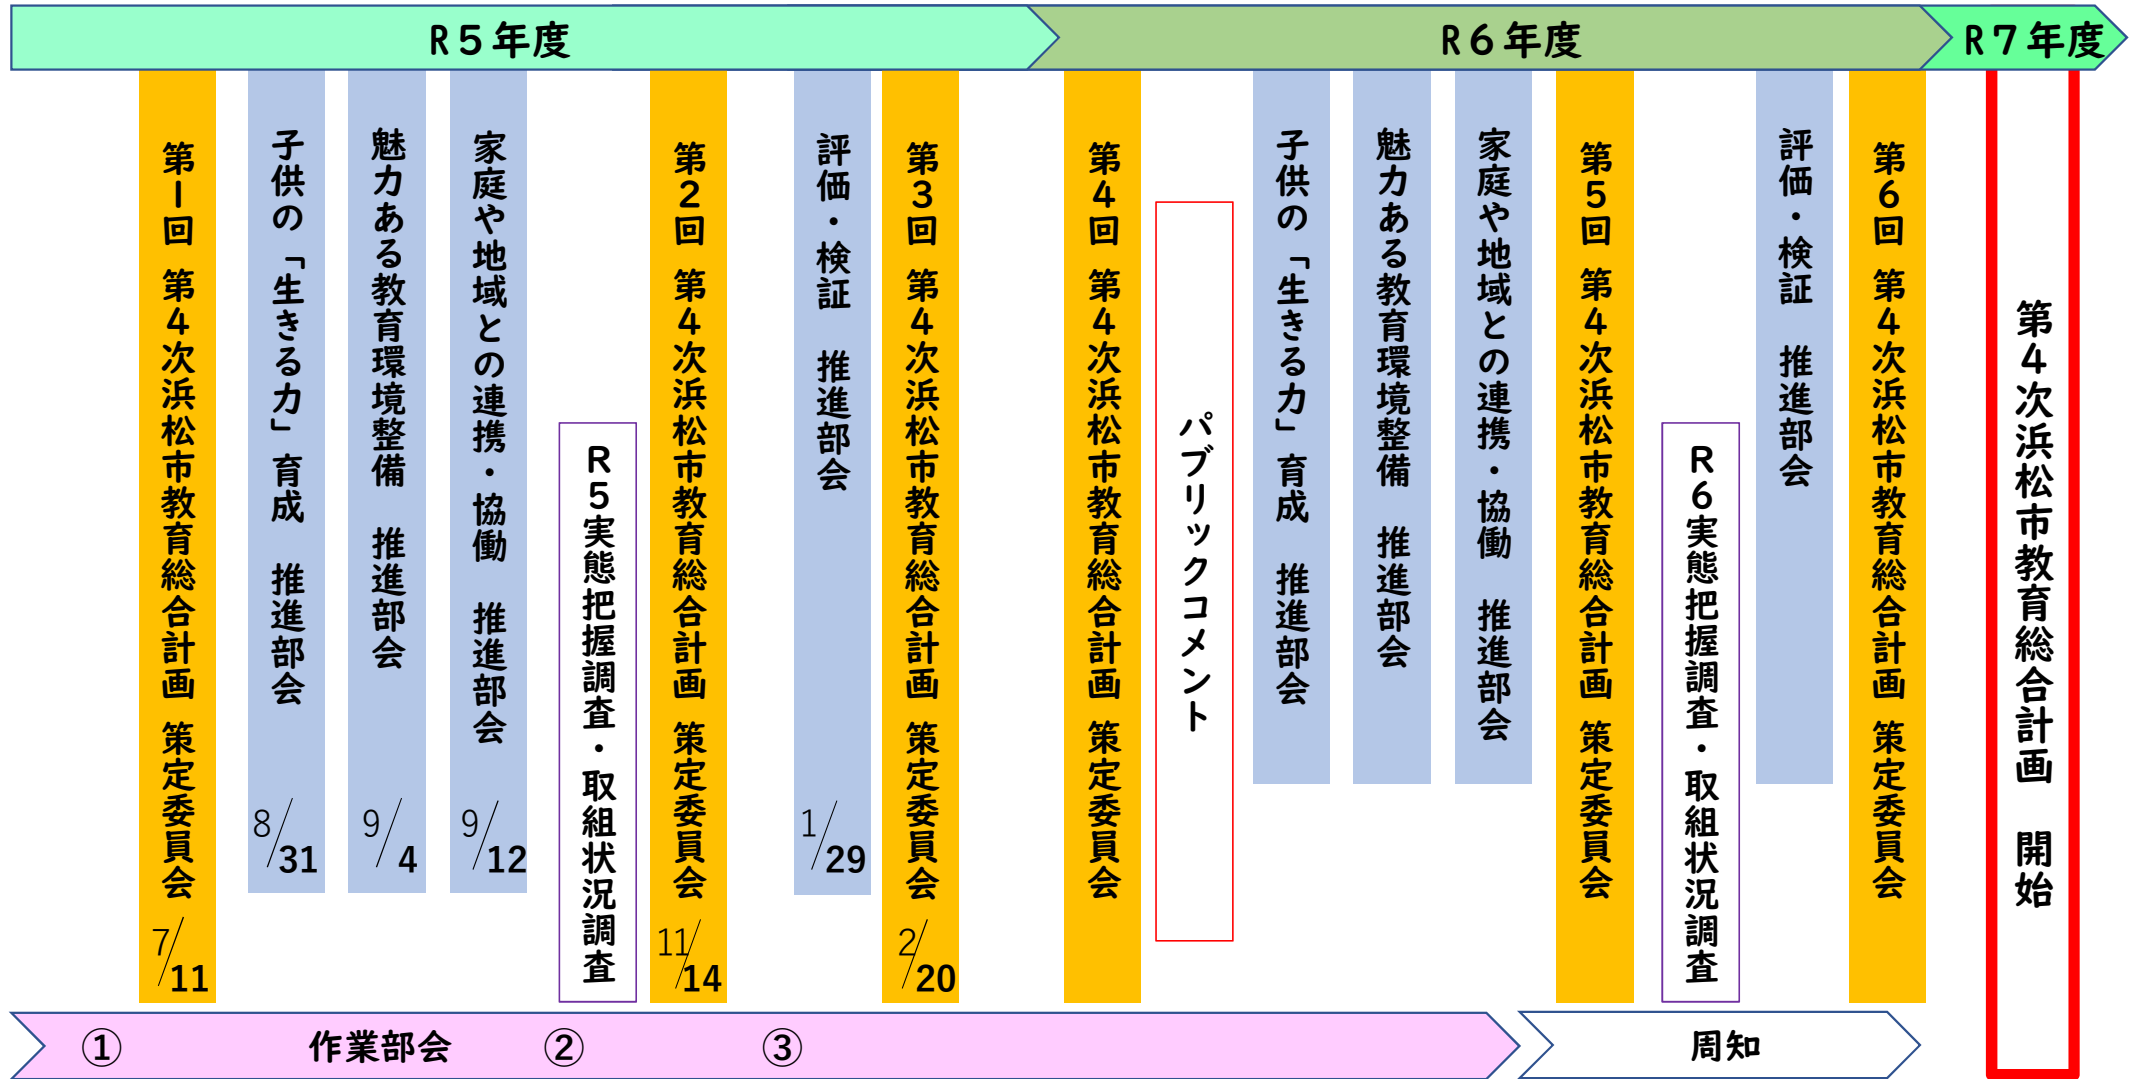 R5年度
R6年度
R7年度
第1回 第4次浜松市教育総合計画 策定委員会
7/11
子供の「生きる力」育成 推進部会
8/31
魅力ある教育環境整備 推進部会
9/4
家庭や地域との連携・協働 推進部会
9/12
R5実態把握調査・取組状況調査
第2回 第4次浜松市教育総合計画 策定委員会
11/14
評価・検証 推進部会
1/29
第3回 第4次浜松市教育総合計画 策定委員会
2/20
第4回 第4次浜松市教育総合計画 策定委員会
パブリックコメント
子供の「生きる力」育成 推進部会
魅力ある教育環境整備 推進部会
家庭や地域との連携・協働 推進部会
第5回 第4次浜松市教育総合計画 策定委員会
R6実態把握調査・取組状況調査
評価・検証 推進部会
第6回 第4次浜松市教育総合計画 策定委員会
第4次浜松市教育総合計画 開始
① 作業部会 ② ③
周知